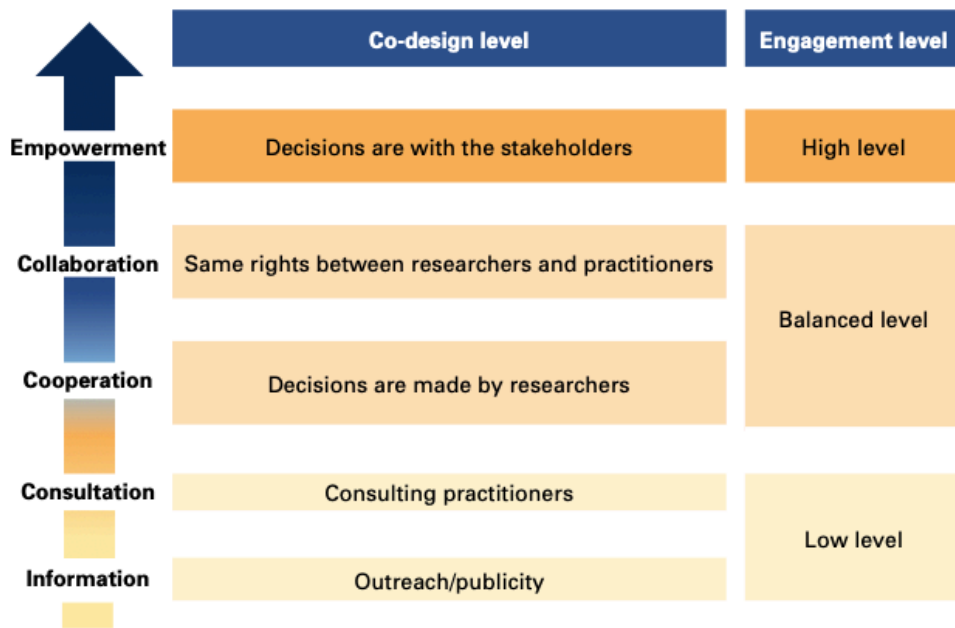 Co-design level
Engagement level
Empowerment
Decisions are with the stakeholders
High level
Collaboration
Same rights between researchers and practitioners
Balanced level
Cooperation
Decisions are made by researchers
Consultation
Consulting practitioners
Low level
Information
Outreach/publicity